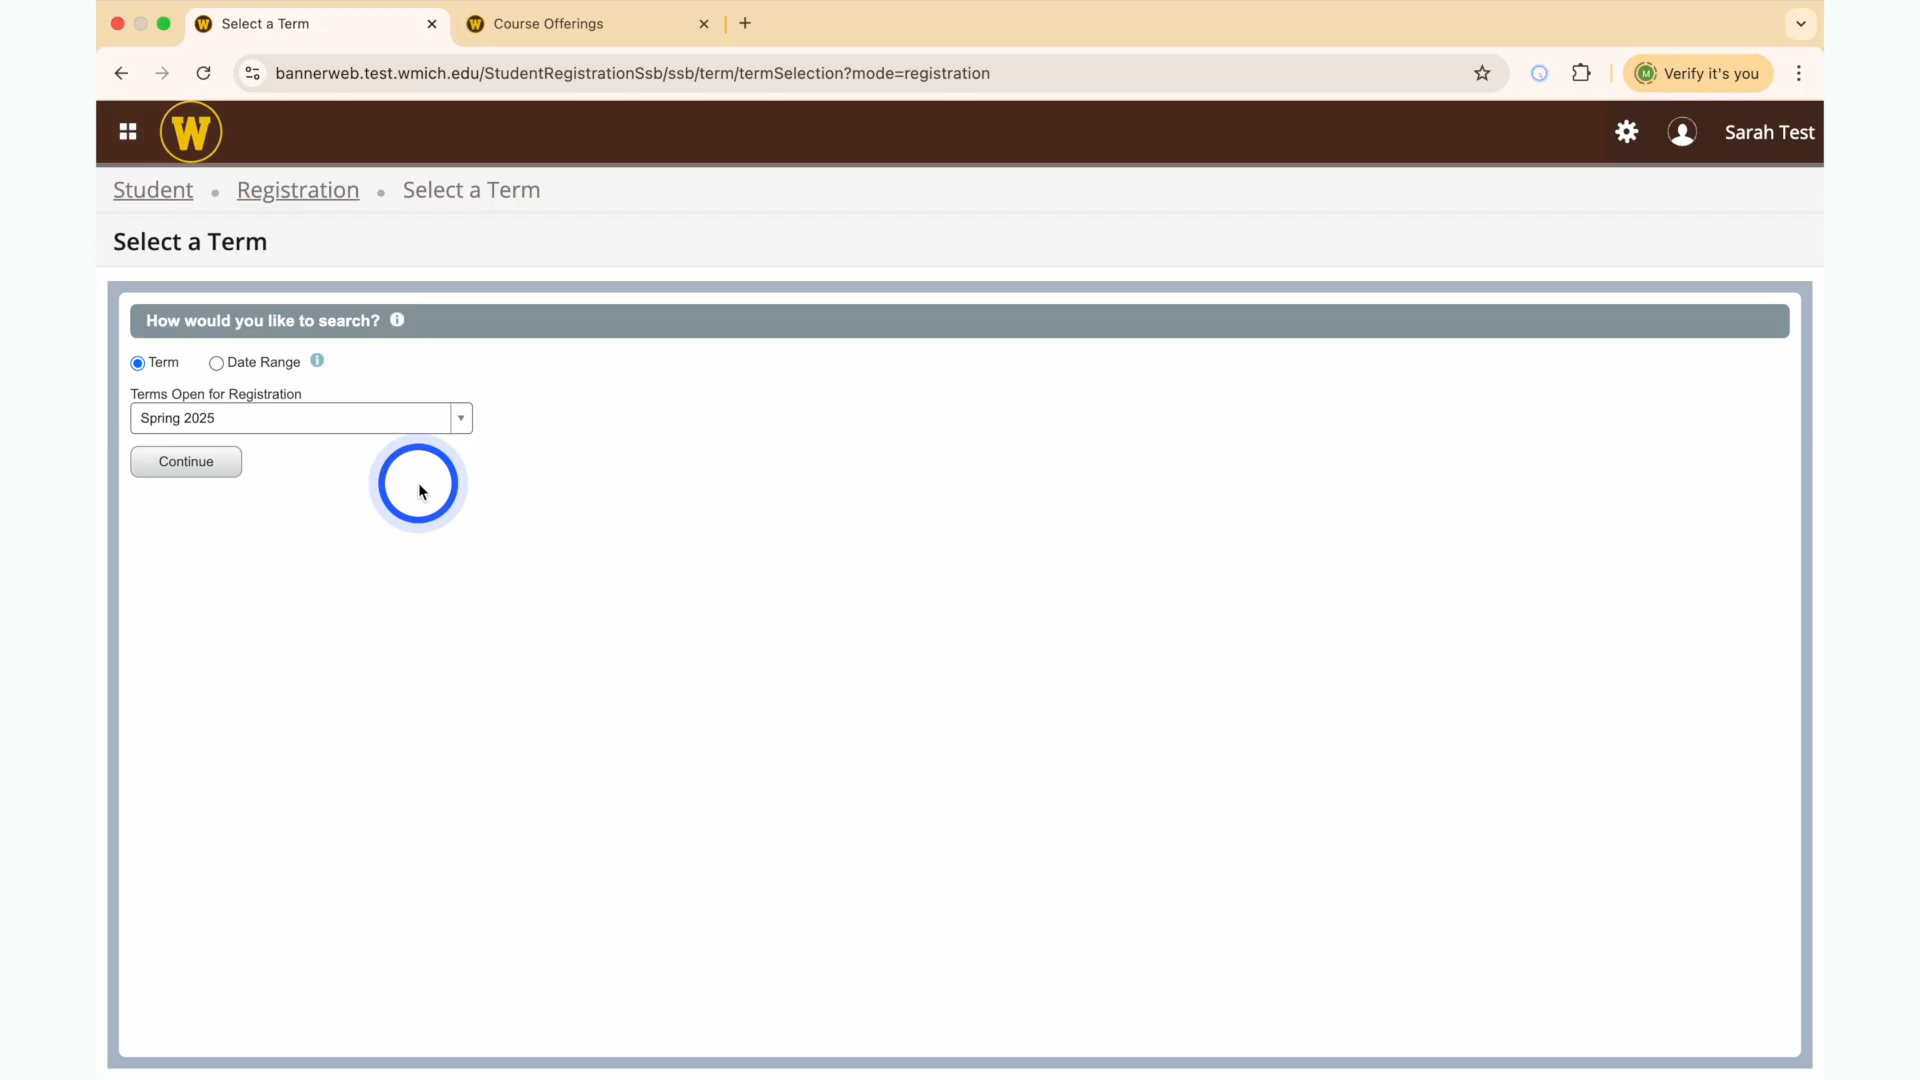 Select a Term
Course Offerings
bannerweb.test.wmich.edu/StudentRegistrationSsb/ssb/term/termSelection?mode=registration
M
Verify it's you
W
Sarah Test
Student • Registration • Select a Term
Select a Term
How would you like to search?
Term
Date Range
Terms Open for Registration
Spring 2025
Continue